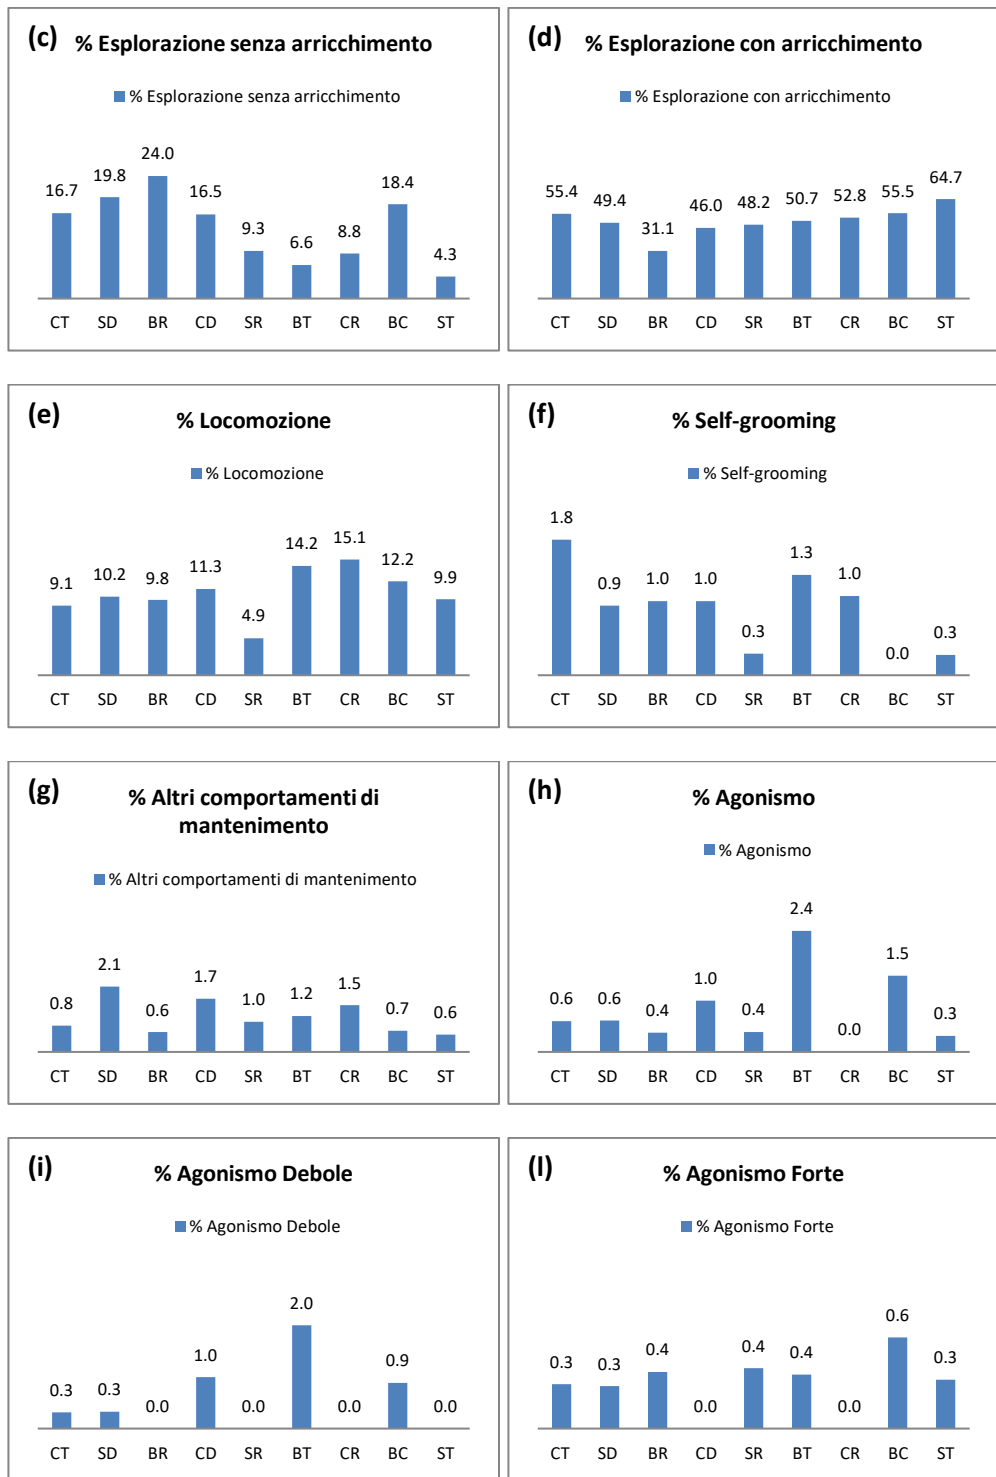 (c) % Esplorazione senza arricchimento
% Esplorazione senza arricchimento
16.7 19.8 24.0 16.5 9.3 6.6 8.8 18.4 4.3
CT SD BR CD SR BT CR BC ST
(d) % Esplorazione con arricchimento
% Esplorazione con arricchimento
55.4 49.4 31.1 46.0 48.2 50.7 52.8 55.5 64.7
CT SD BR CD SR BT CR BC ST
(e) % Locomozione
% Locomozione
9.1 10.2 9.8 11.3 4.9 14.2 15.1 12.2 9.9
CT SD BR CD SR BT CR BC ST
(f) % Self-grooming
% Self-grooming
1.8 0.9 1.0 1.0 0.3 1.3 1.0 0.0 0.3
CT SD BR CD SR BT CR BC ST
(g) % Altri comportamenti di
mantenimento
% Altri comportamenti di mantenimento
0.8 2.1 0.6 1.7 1.0 1.2 1.5 0.7 0.6
CT SD BR CD SR BT CR BC ST
(h) % Agonismo
% Agonismo
0.6 0.6 0.4 1.0 0.4 2.4 0.0 1.5 0.3
CT SD BR CD SR BT CR BC ST
(i) % Agonismo Debole
% Agonismo Debole
0.3 0.3 0.0 1.0 0.0 2.0 0.0 0.9 0.0
CT SD BR CD SR BT CR BC ST
(l) % Agonismo Forte
% Agonismo Forte
0.3 0.3 0.4 0.0 0.4 0.4 0.0 0.6 0.3
CT SD BR CD SR BT CR BC ST